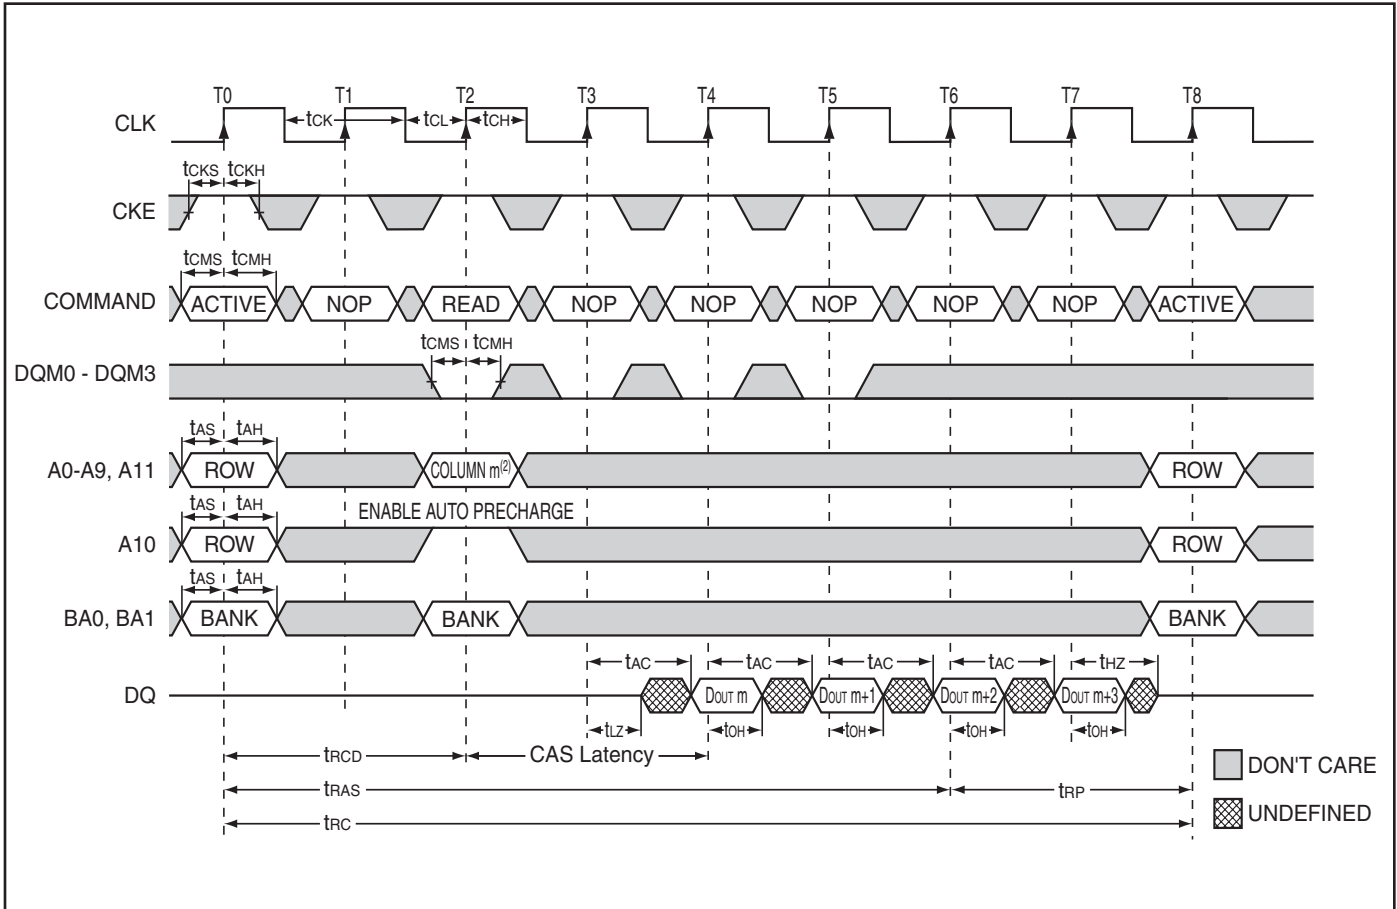 T0 T1 T2 T3 T4 T5 T6 T7 T8
CLK tCK tCL tCH
tCKS tCKH
CKE
tCMS tCMH
COMMAND ACTIVE NOP READ NOP NOP NOP NOP NOP ACTIVE
tCMS tCMH
DQM0 - DQM3
tAS tAH
A0-A9, A11 ROW COLUMN m(2) ROW
tAS tAH ENABLE AUTO PRECHARGE
A10 ROW ROW
tAS tAH
BA0, BA1 BANK BANK BANK
tAC tAC tAC tAC tHZ
DQ DOUT m DOUT m+1 DOUT m+2 DOUT m+3
tLZ tOH tOH tOH tOH
tRCD CAS Latency
DON'T CARE
tRAS tRP
UNDEFINED
tRC